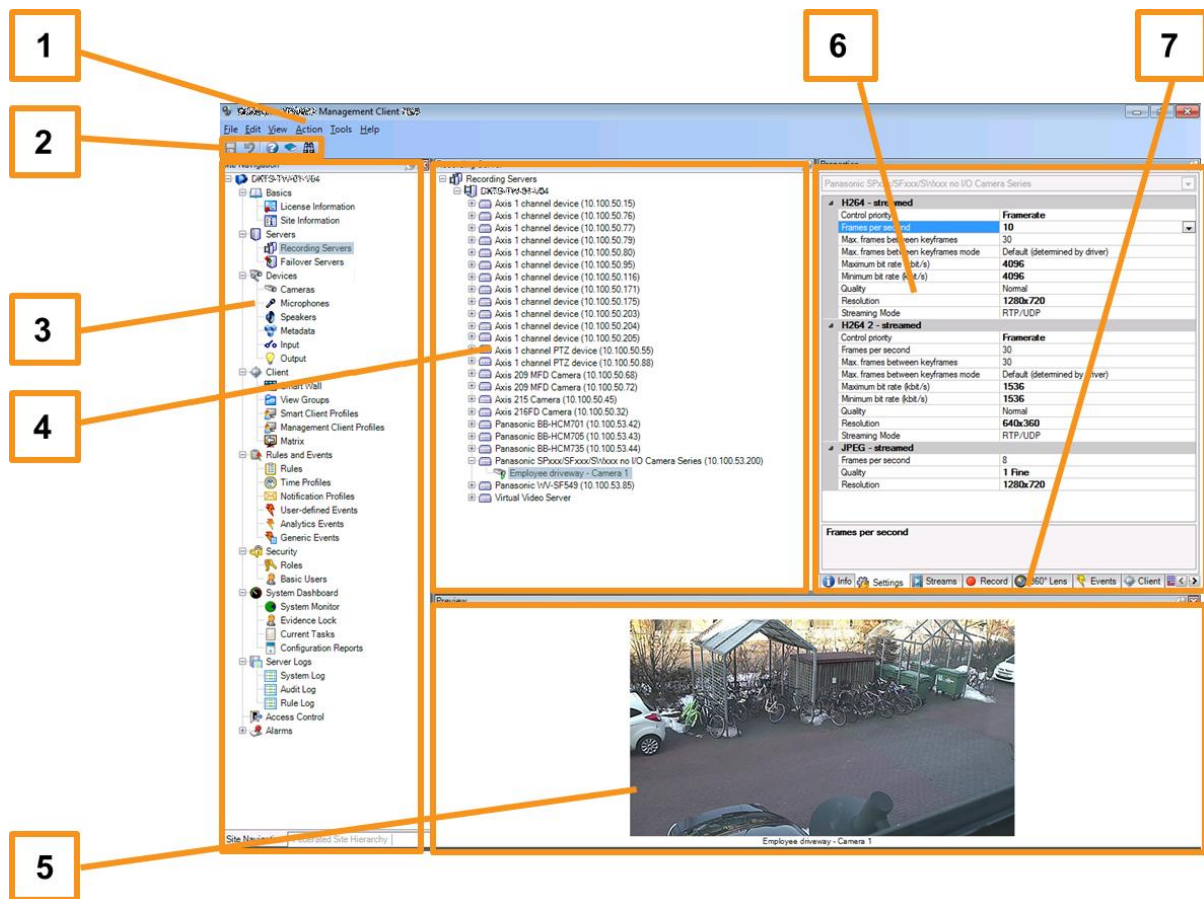 1
6
7
2
Management Client
File Edit View Action Tools Help
Site Navigation
Recording Server
Properties
3
Basics
License Information
Site Information
Servers
Recording Servers
Failover Servers
Devices
Cameras
Microphones
Speakers
Metadata
Input
Output
Client
Smart Wall
View Groups
Smart Client Profiles
Management Client Profiles
Matrix
Rules and Events
Rules
Time Profiles
Notification Profiles
User-defined Events
Analytics Events
Generic Events
Security
Roles
Basic Users
System Dashboard
System Monitor
Evidence Lock
Current Tasks
Configuration Reports
Server Logs
System Log
Audit Log
Rule Log
Access Control
Alarms
Site Navigation Federated Site Hierarchy
4
Recording Servers
Axis 1 channel device (10.100.50.15)
Axis 1 channel device (10.100.50.76)
Axis 1 channel device (10.100.50.77)
Axis 1 channel device (10.100.50.79)
Axis 1 channel device (10.100.50.80)
Axis 1 channel device (10.100.50.95)
Axis 1 channel device (10.100.50.116)
Axis 1 channel device (10.100.50.171)
Axis 1 channel device (10.100.50.175)
Axis 1 channel device (10.100.50.203)
Axis 1 channel device (10.100.50.204)
Axis 1 channel device (10.100.50.205)
Axis 1 channel PTZ device (10.100.50.55)
Axis 1 channel PTZ device (10.100.50.88)
Axis 209 MFD Camera (10.100.50.68)
Axis 209 MFD Camera (10.100.50.72)
Axis 215 Camera (10.100.50.45)
Axis 216FD Camera (10.100.50.32)
Panasonic BB-HCM701 (10.100.53.42)
Panasonic BB-HCM705 (10.100.53.43)
Panasonic BB-HCM735 (10.100.53.44)
Panasonic SPxxx/SFxxx/SWxxx no I/O Camera Series (10.100.53.200)
Employee driveway - Camera 1
Panasonic WV-SF549 (10.100.53.85)
Virtual Video Server
Panasonic SPxxx/SFxxx/SWxxx no I/O Camera Series
H264 - streamed
Control priority Framerate
Frames per second 10
Max. frames between keyframes 30
Max. frames between keyframes mode Default (determined by driver)
Maximum bit rate (kbit/s) 4096
Minimum bit rate (kbit/s) 4096
Quality Normal
Resolution 1280x720
Streaming Mode RTP/UDP
H264 2 - streamed
Control priority Framerate
Frames per second 30
Max. frames between keyframes 30
Max. frames between keyframes mode Default (determined by driver)
Maximum bit rate (kbit/s) 1536
Minimum bit rate (kbit/s) 1536
Quality Normal
Resolution 640x360
Streaming Mode RTP/UDP
JPEG - streamed
Frames per second 8
Quality 1 Fine
Resolution 1280x720
Frames per second
Info Settings Streams Record 360° Lens Events Client
Preview
Employee driveway - Camera 1
5